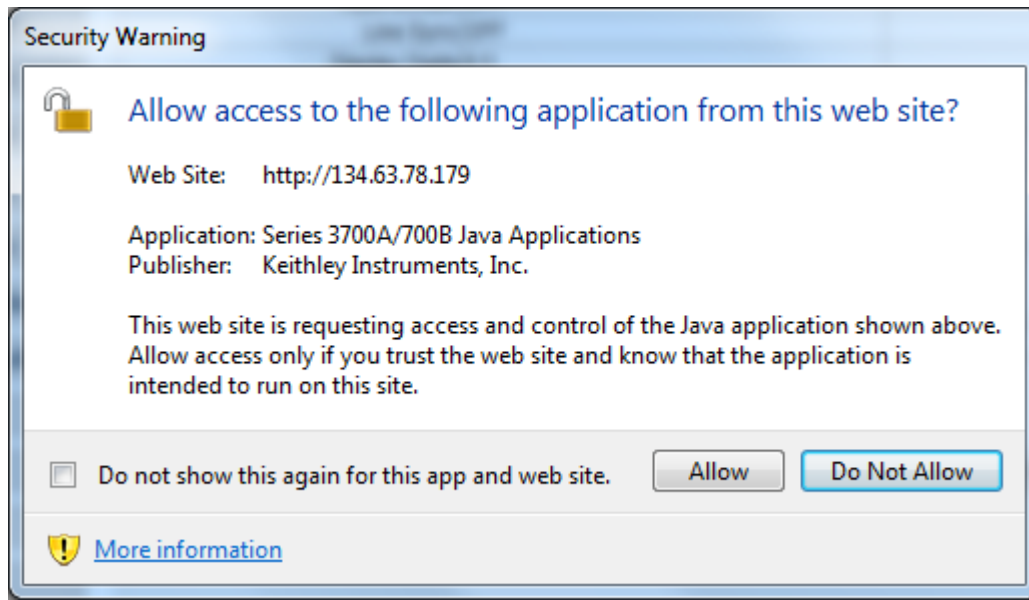 Security Warning
Allow access to the following application from this web site?
Web Site: http://134.63.78.179
Application: Series 3700A/700B Java Applications
Publisher: Keithley Instruments, Inc.
This web site is requesting access and control of the Java application shown above.
Allow access only if you trust the web site and know that the application is
intended to run on this site.
Do not show this again for this app and web site.
Allow
Do Not Allow
More information